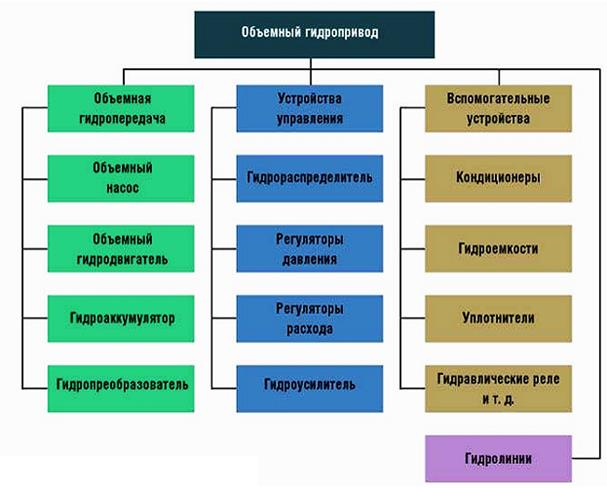 Объемный гидропривод
Объемная
гидропередача
Объемный
насос
Объемный
гидродвигатель
Гидроаккумулятор
Гидропреобразователь
Устройства
управления
Гидрораспределитель
Регуляторы
давления
Регуляторы
расхода
Гидроусилитель
Вспомогательные
устройства
Кондиционеры
Гидроемкости
Уплотнители
Гидравлические реле
и т. д.
Гидролинии